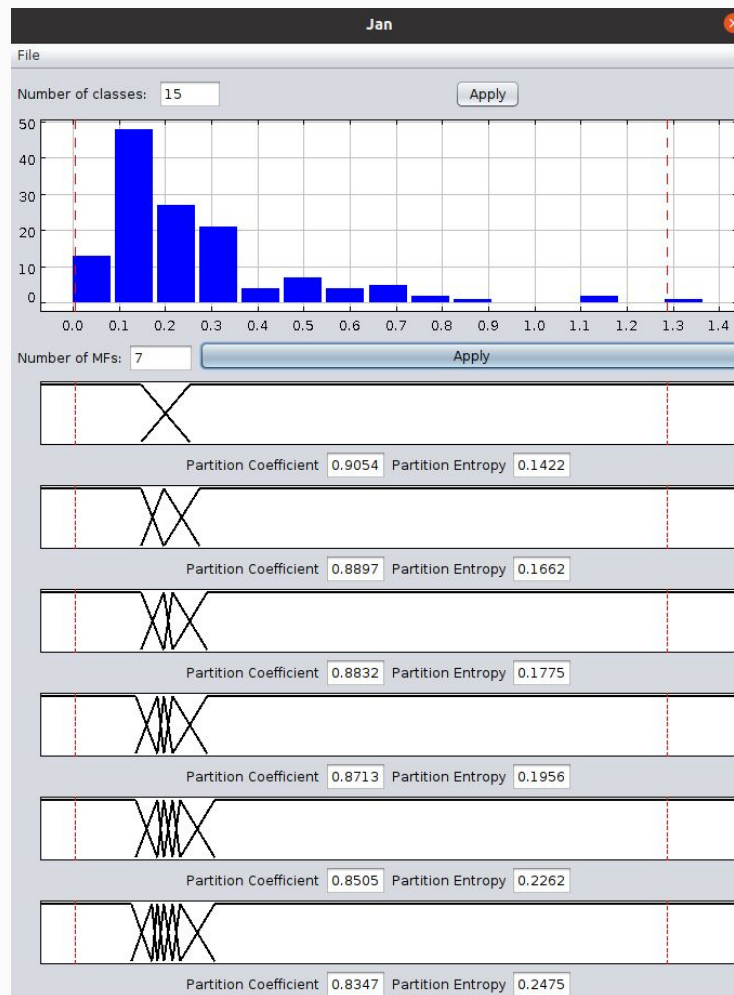 Jan
File
Number of classes: 15 Apply
50
40
30
20
10
0
0.0 0.1 0.2 0.3 0.4 0.5 0.6 0.7 0.8 0.9 1.0 1.1 1.2 1.3 1.4
Number of MFs: 7 Apply
Partition Coefficient 0.9054 Partition Entropy 0.1422
Partition Coefficient 0.8897 Partition Entropy 0.1662
Partition Coefficient 0.8832 Partition Entropy 0.1775
Partition Coefficient 0.8713 Partition Entropy 0.1956
Partition Coefficient 0.8505 Partition Entropy 0.2262
Partition Coefficient 0.8347 Partition Entropy 0.2475